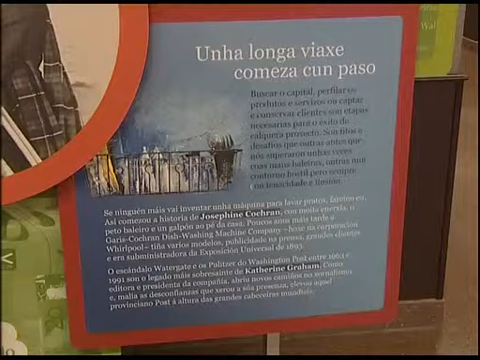 Unha longa viaxe
comeza cun paso
Buscar o capital, perfilar os
produtos e servizos ou captar
e conservar clientes son etapas
necesarias para o éxito de
calquera proxecto. Son fitos e
desafíos que outras antes que
nós superaron unhas veces
coas mans baleiras, outras nun
contorno hostil pero sempre
con tenacidade e ilusión.
Se ninguén máis vai inventar unha máquina para lavar pratos, fareino eu.
Así comezou a historia de Josephine Cochran, con moita enerxía, o
peto baleiro e un galpón ao pé da casa. Poucos anos máis tarde a
Garis-Cochran Dish-Washing Machine Company –hoxe da corporación
Whirlpool– tiña varios modelos, publicidade na prensa, grandes clientes
e era subministradora da Exposición Universal de 1893.
O escándalo Watergate e os Pulitzer do Washington Post entre
1991 son o legado máis sobresaínte de Katherine Graham. Como
editora e presidenta da compañía, abriu novos camiños no xornalismo
e, malia as desconfianzas que xerou a súa presenza, elevou aquel
provinciano Post á altura das grandes cabeceiras mundiais.